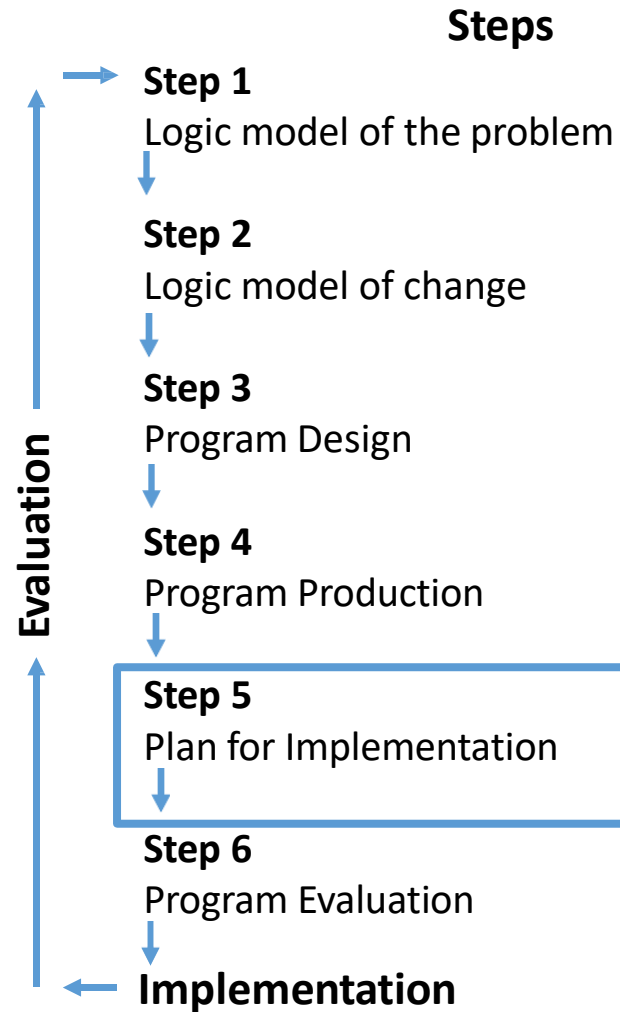 Steps
Step 1
Logic model of the problem
Step 2
Logic model of change
Step 3
Program Design
Step 4
Program Production
Step 5
Plan for Implementation
Step 6
Program Evaluation
Implementation
Evaluation